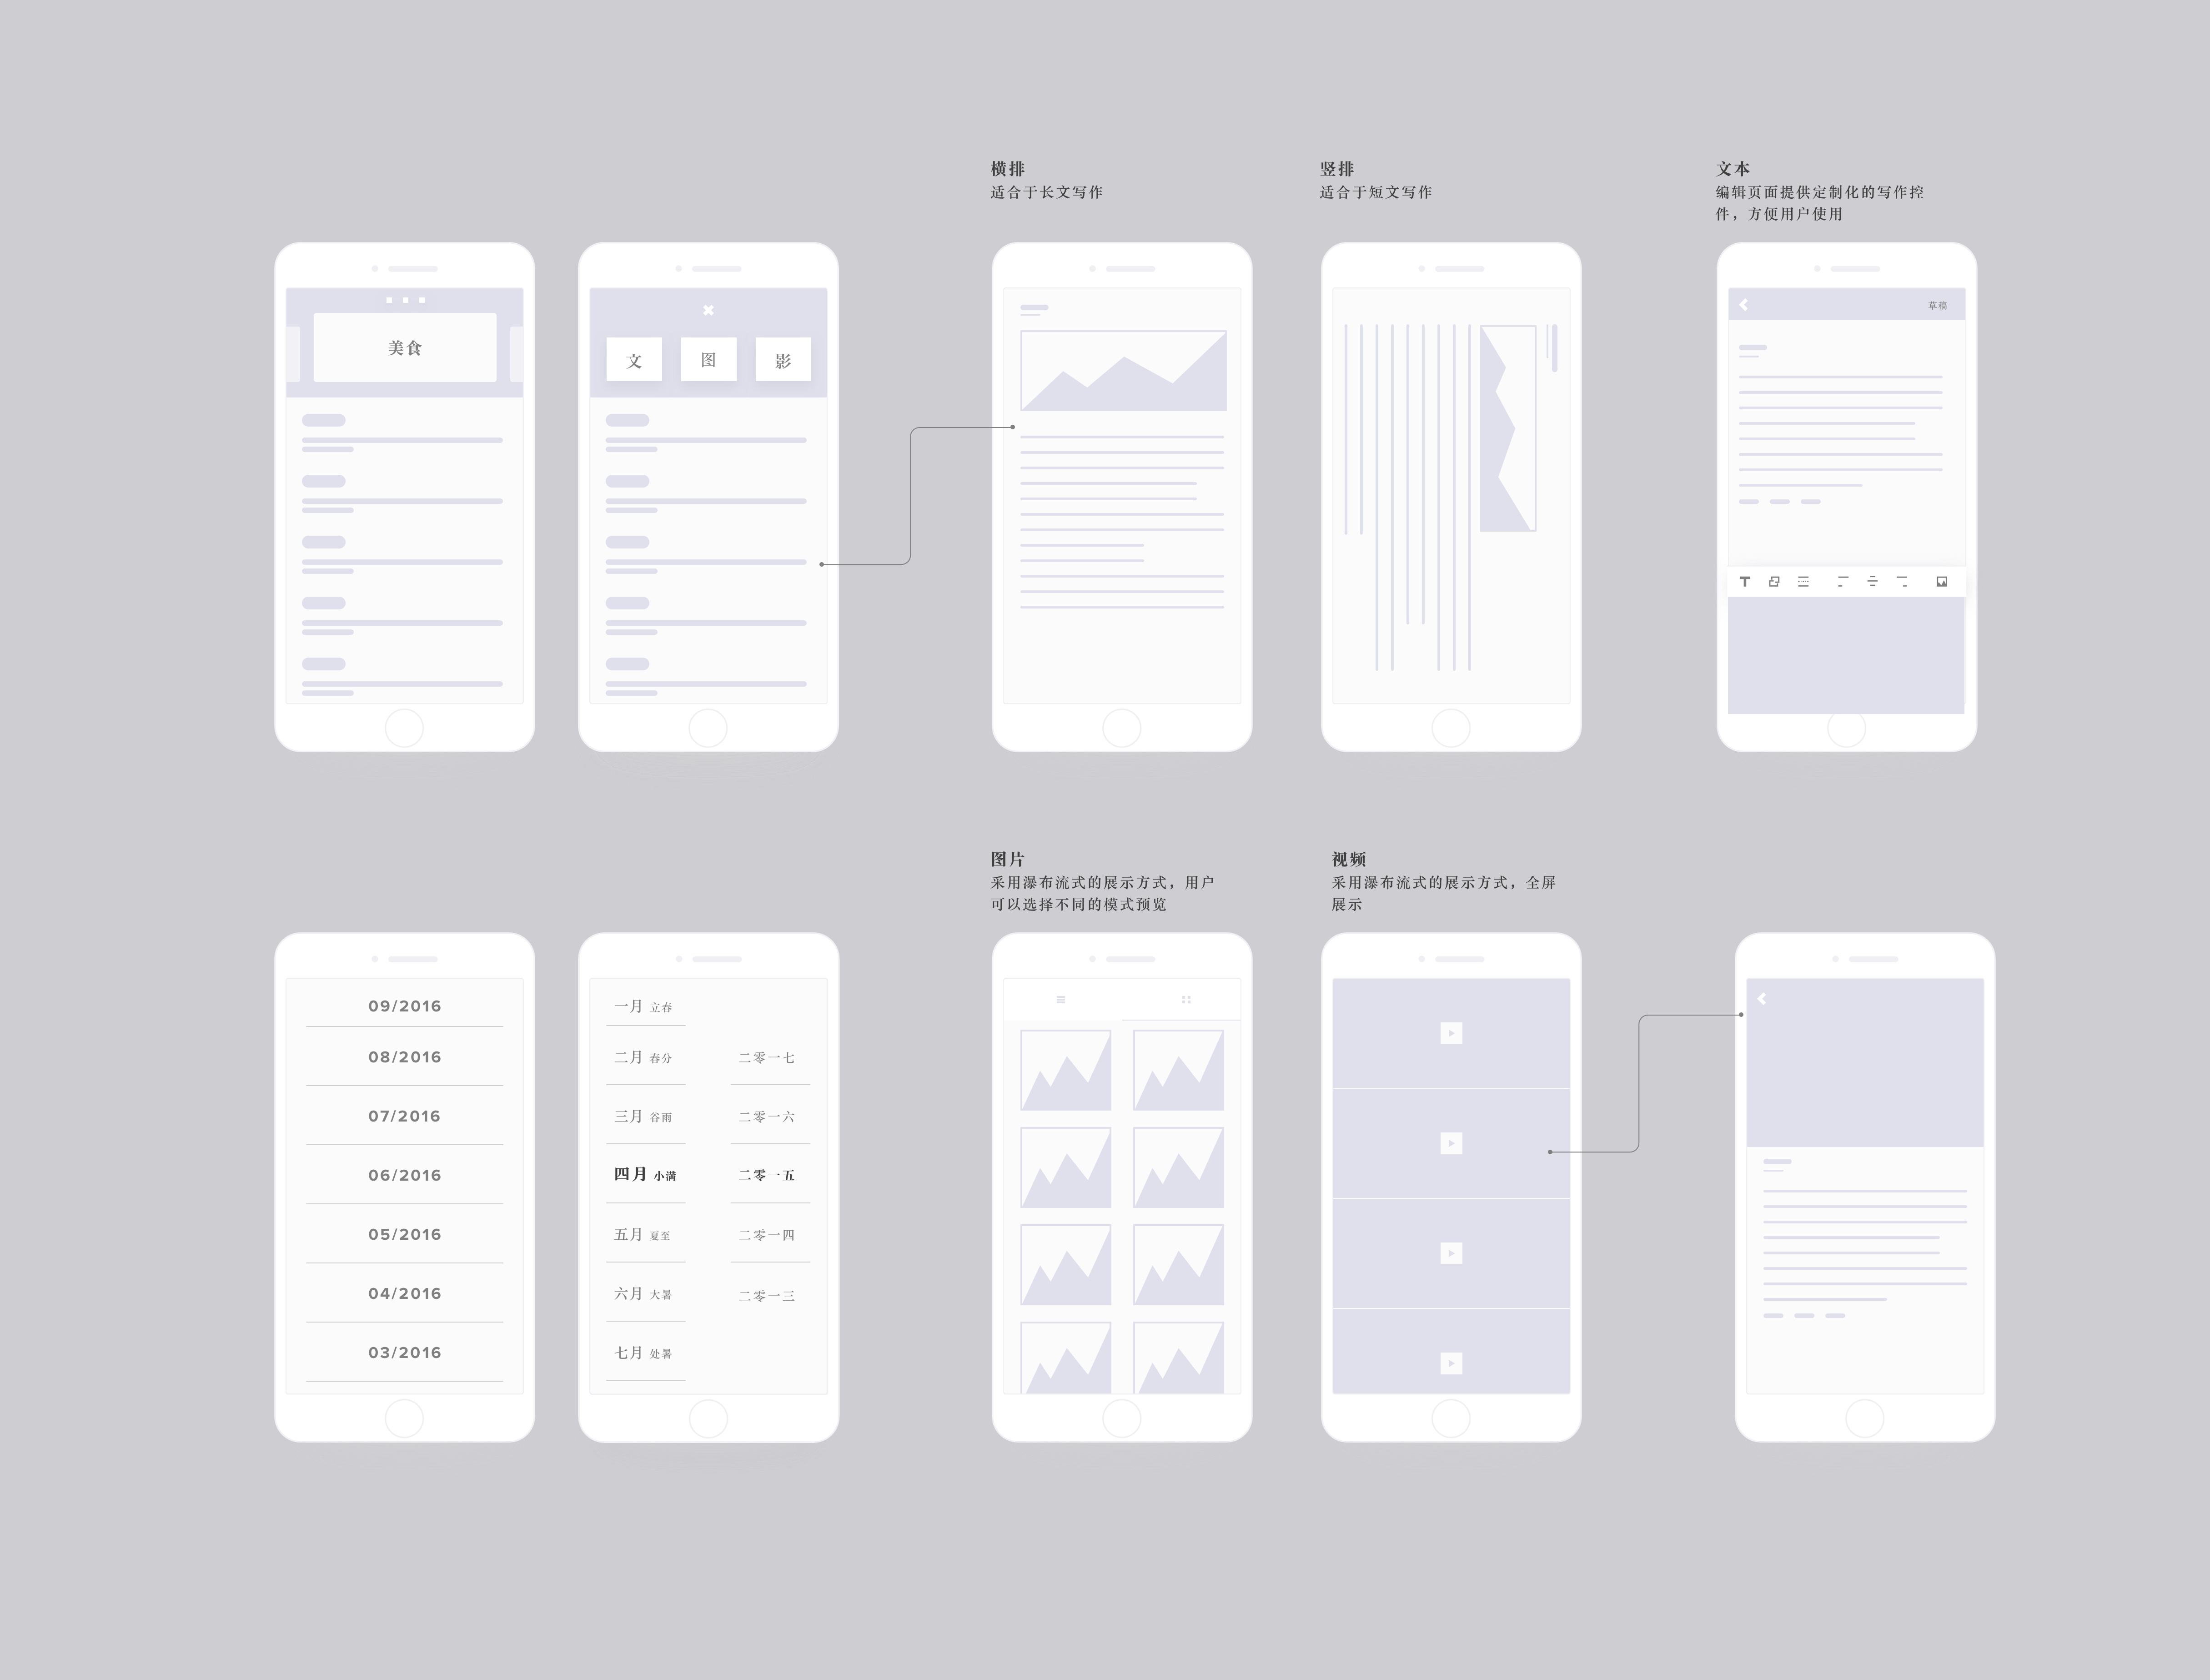 横排
适合于长文写作
竖排
适合于短文写作
文本
编辑页面提供定制化的写作控
件，方便用户使用
美食
文
图
影
草稿
T
图片
采用瀑布流式的展示方式，用户
可以选择不同的模式预览
视频
采用瀑布流式的展示方式，全屏
展示
09/2016
08/2016
07/2016
06/2016
05/2016
04/2016
03/2016
一月 立春
二月 春分
三月 谷雨
四月 小满
五月 夏至
六月 大暑
七月 处暑
二零一七
二零一六
二零一五
二零一四
二零一三